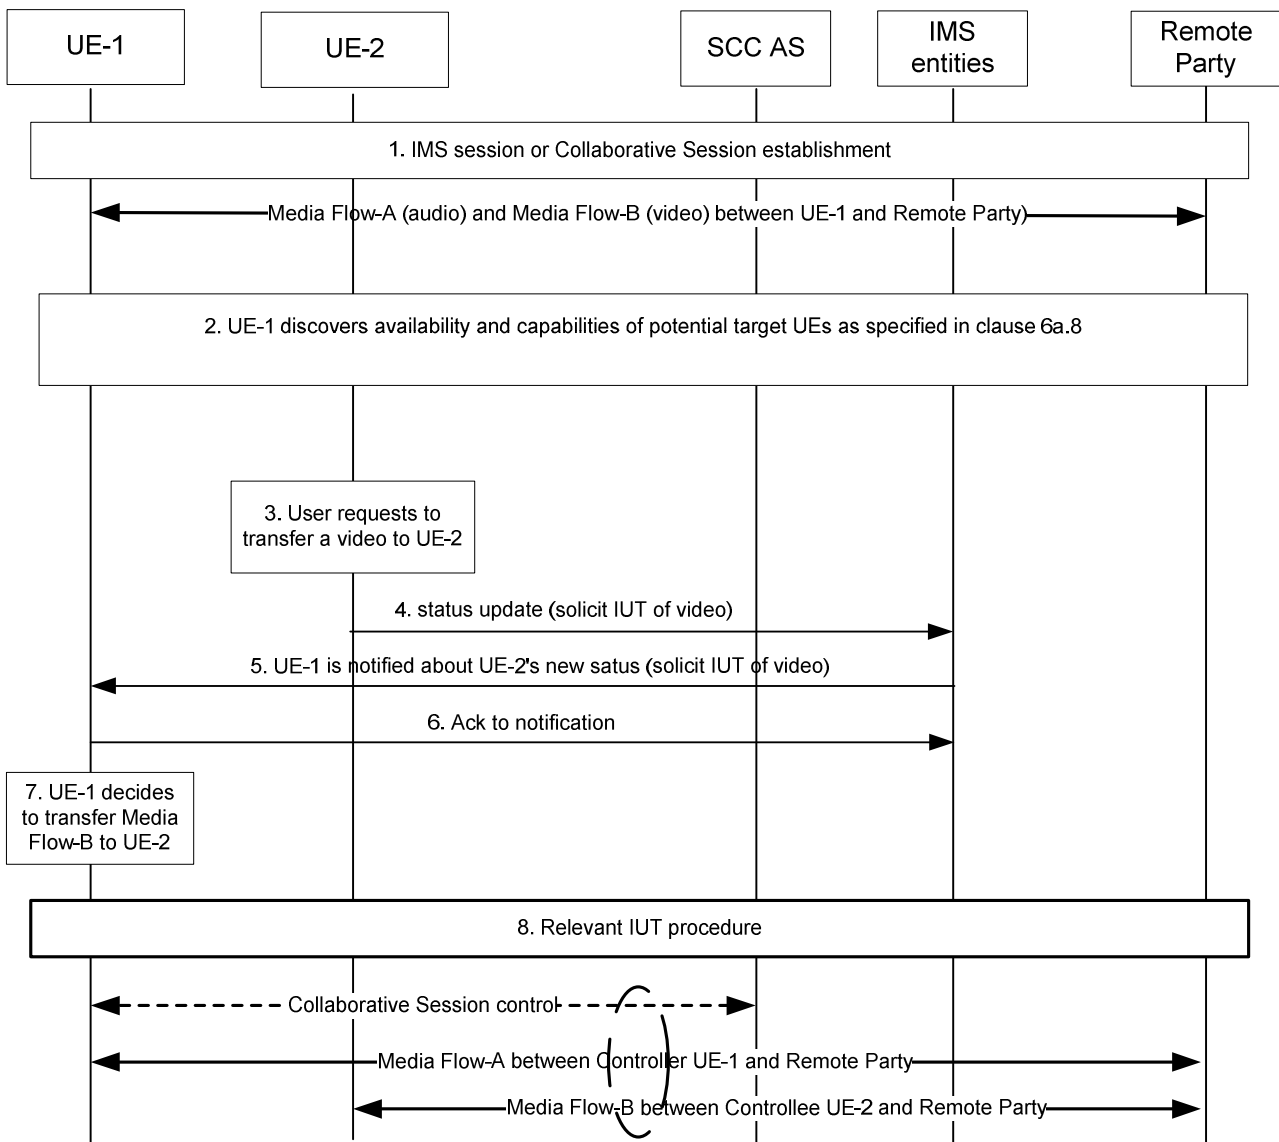 UE-1
UE-2
SCC AS
IMS
entities
Remote
Party
1. IMS session or Collaborative Session establishment
Media Flow-A (audio) and Media Flow-B (video) between UE-1 and Remote Party)
2. UE-1 discovers availability and capabilities of potential target UEs as specified in clause 6a.8
3. User requests to
transfer a video to UE-2
4. status update (solicit IUT of video)
5. UE-1 is notified about UE-2's new satus (solicit IUT of video)
6. Ack to notification
7. UE-1 decides
to transfer Media
Flow-B to UE-2
8. Relevant IUT procedure
Collaborative Session control
Media Flow-A between Controller UE-1 and Remote Party
Media Flow-B between Controllee UE-2 and Remote Party